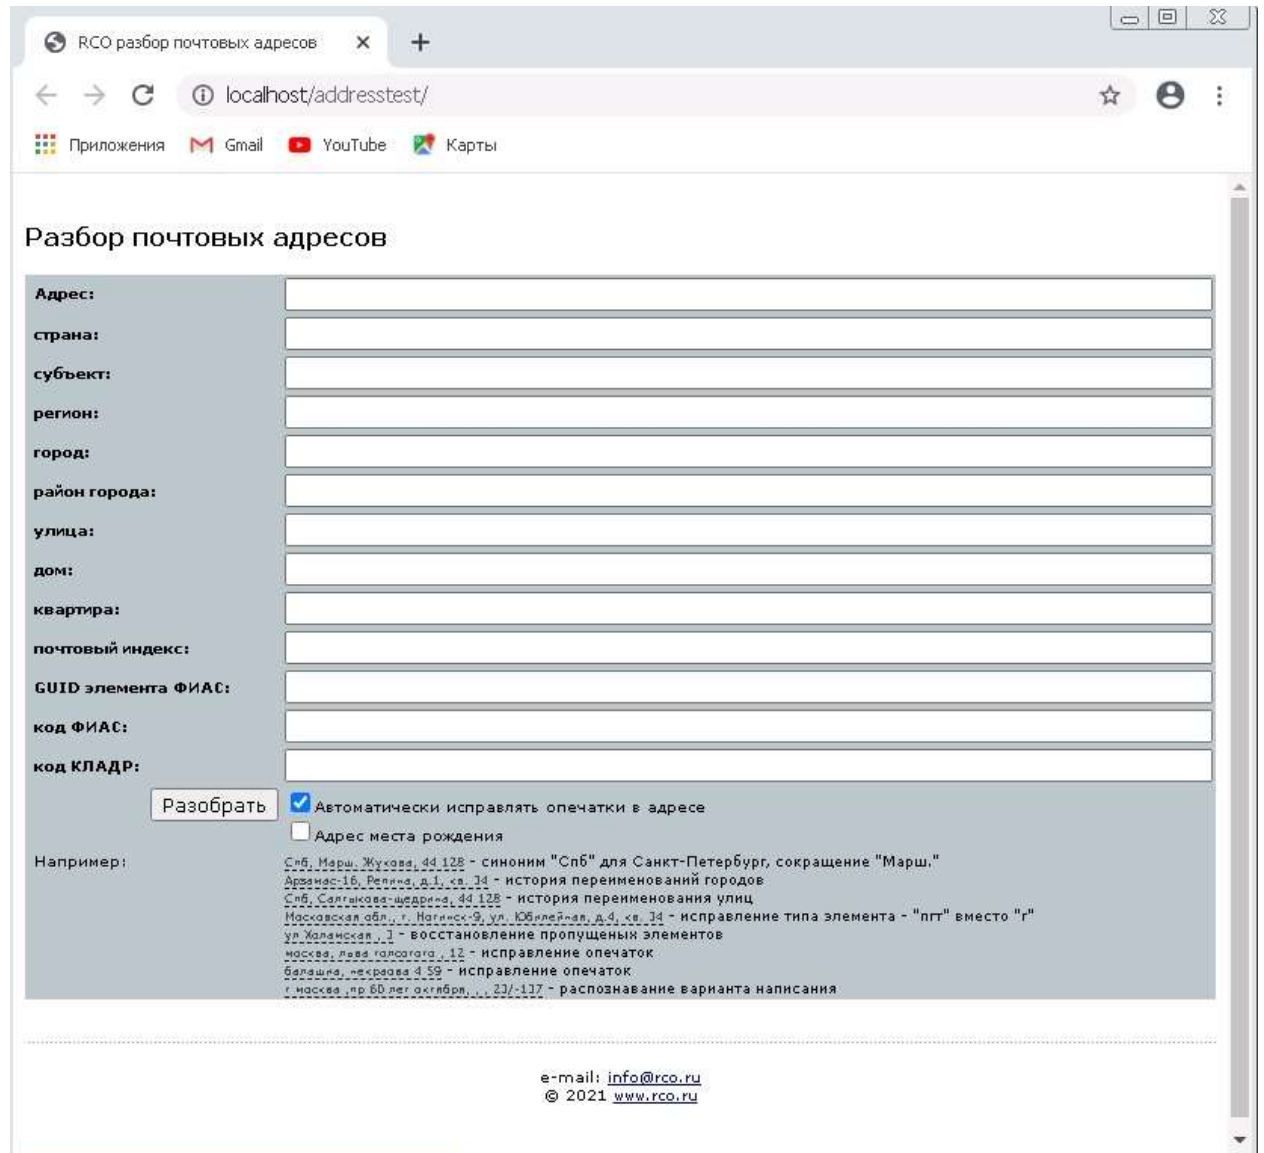 RCO разбор почтовых адресов
localhost/addresstest/
Приложения Gmail YouTube Карты
Разбор почтовых адресов
Адрес:
страна:
субъект:
регион:
город:
район города:
улица:
дом:
квартира:
почтовый индекс:
GUID элемента ФИАС:
код ФИАС:
код КЛАДР:
Разобрать Автоматически исправлять опечатки в адресе
Адрес места рождения
Например: Спб, Марш. Жукова, 44 128 - синоним "Спб" для Санкт-Петербург, сокращение "Марш."
Арзамас-16, Репина, д.1, кв. 34 - история переименований городов
Спб, Салтыкова-щедрина, 44 128 - история переименования улиц
Московская обл., г. Ногинск-9, ул. Юбилейная, д.4, кв. 34 - исправление типа элемента - "пгт" вместо "г"
ул , 3 - восстановление пропущеных элементов
москва, льва , 12 - исправление опечаток
4 59 - исправление опечаток
г москва ,пр 60 лет октября, , , 23/-137 - распознавание варианта написания
e-mail: info@rco.ru
© 2021 www.rco.ru